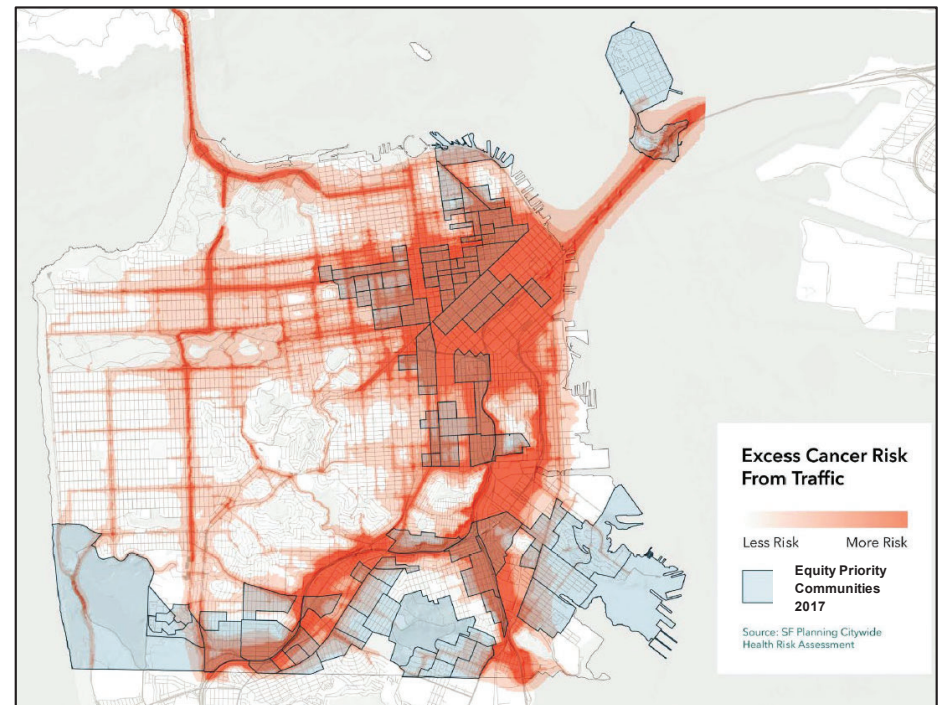 Excess Cancer Risk
From Traffic
Less Risk More Risk
Equity Priority
Communities
2017
Source: SF Planning Citywide
Health Risk Assessment